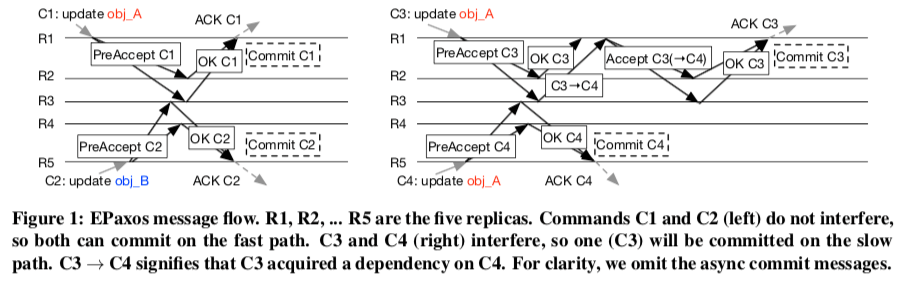 C1: update obj_A
ACK C1
R1
PreAccept C1
OK C1
Commit C1
R2
R3
R4
PreAccept C2
OK C2
Commit C2
R5
C2: update obj_B
ACK C2
C3: update obj_A
ACK C3
R1
PreAccept C3
OK C3
Accept C3(→C4)
OK C3
Commit C3
R2
C3→C4
R3
R4
PreAccept C4
OK C4
Commit C4
R5
C4: update obj_A
ACK C4
Figure 1: EPaxos message flow. R1, R2, ... R5 are the five replicas. Commands C1 and C2 (left) do not interfere,
so both can commit on the fast path. C3 and C4 (right) interfere, so one (C3) will be committed on the slow
path. C3 → C4 signifies that C3 acquired a dependency on C4. For clarity, we omit the async commit messages.